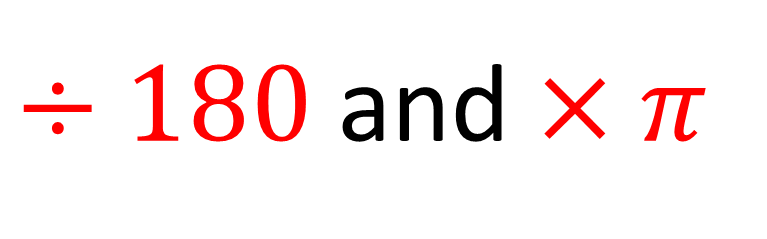 ÷ 180 and × π